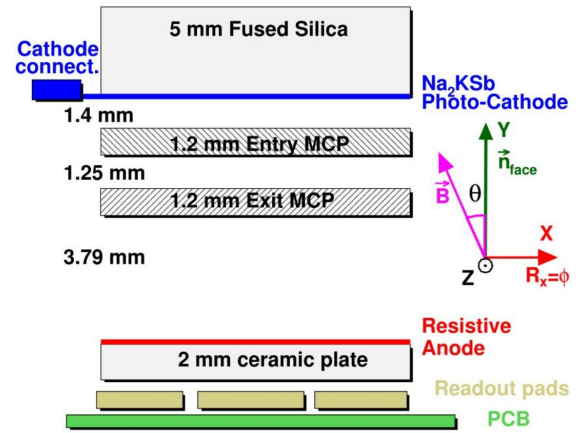 5 mm Fused Silica
Cathode
connect.
Na₂KSb
Photo-Cathode
1.4 mm
1.2 mm Entry MCP
1.25 mm
1.2 mm Exit MCP
3.79 mm
Y
n⃗face
B⃗
θ
X
Z
Rₓ=ϕ
Resistive
Anode
2 mm ceramic plate
Readout pads
PCB